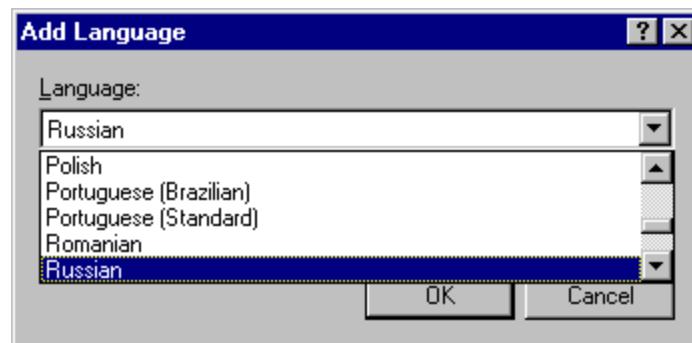 Add Language
Language:
Russian
Polish
Portuguese (Brazilian)
Portuguese (Standard)
Romanian
Russian
OK Cancel